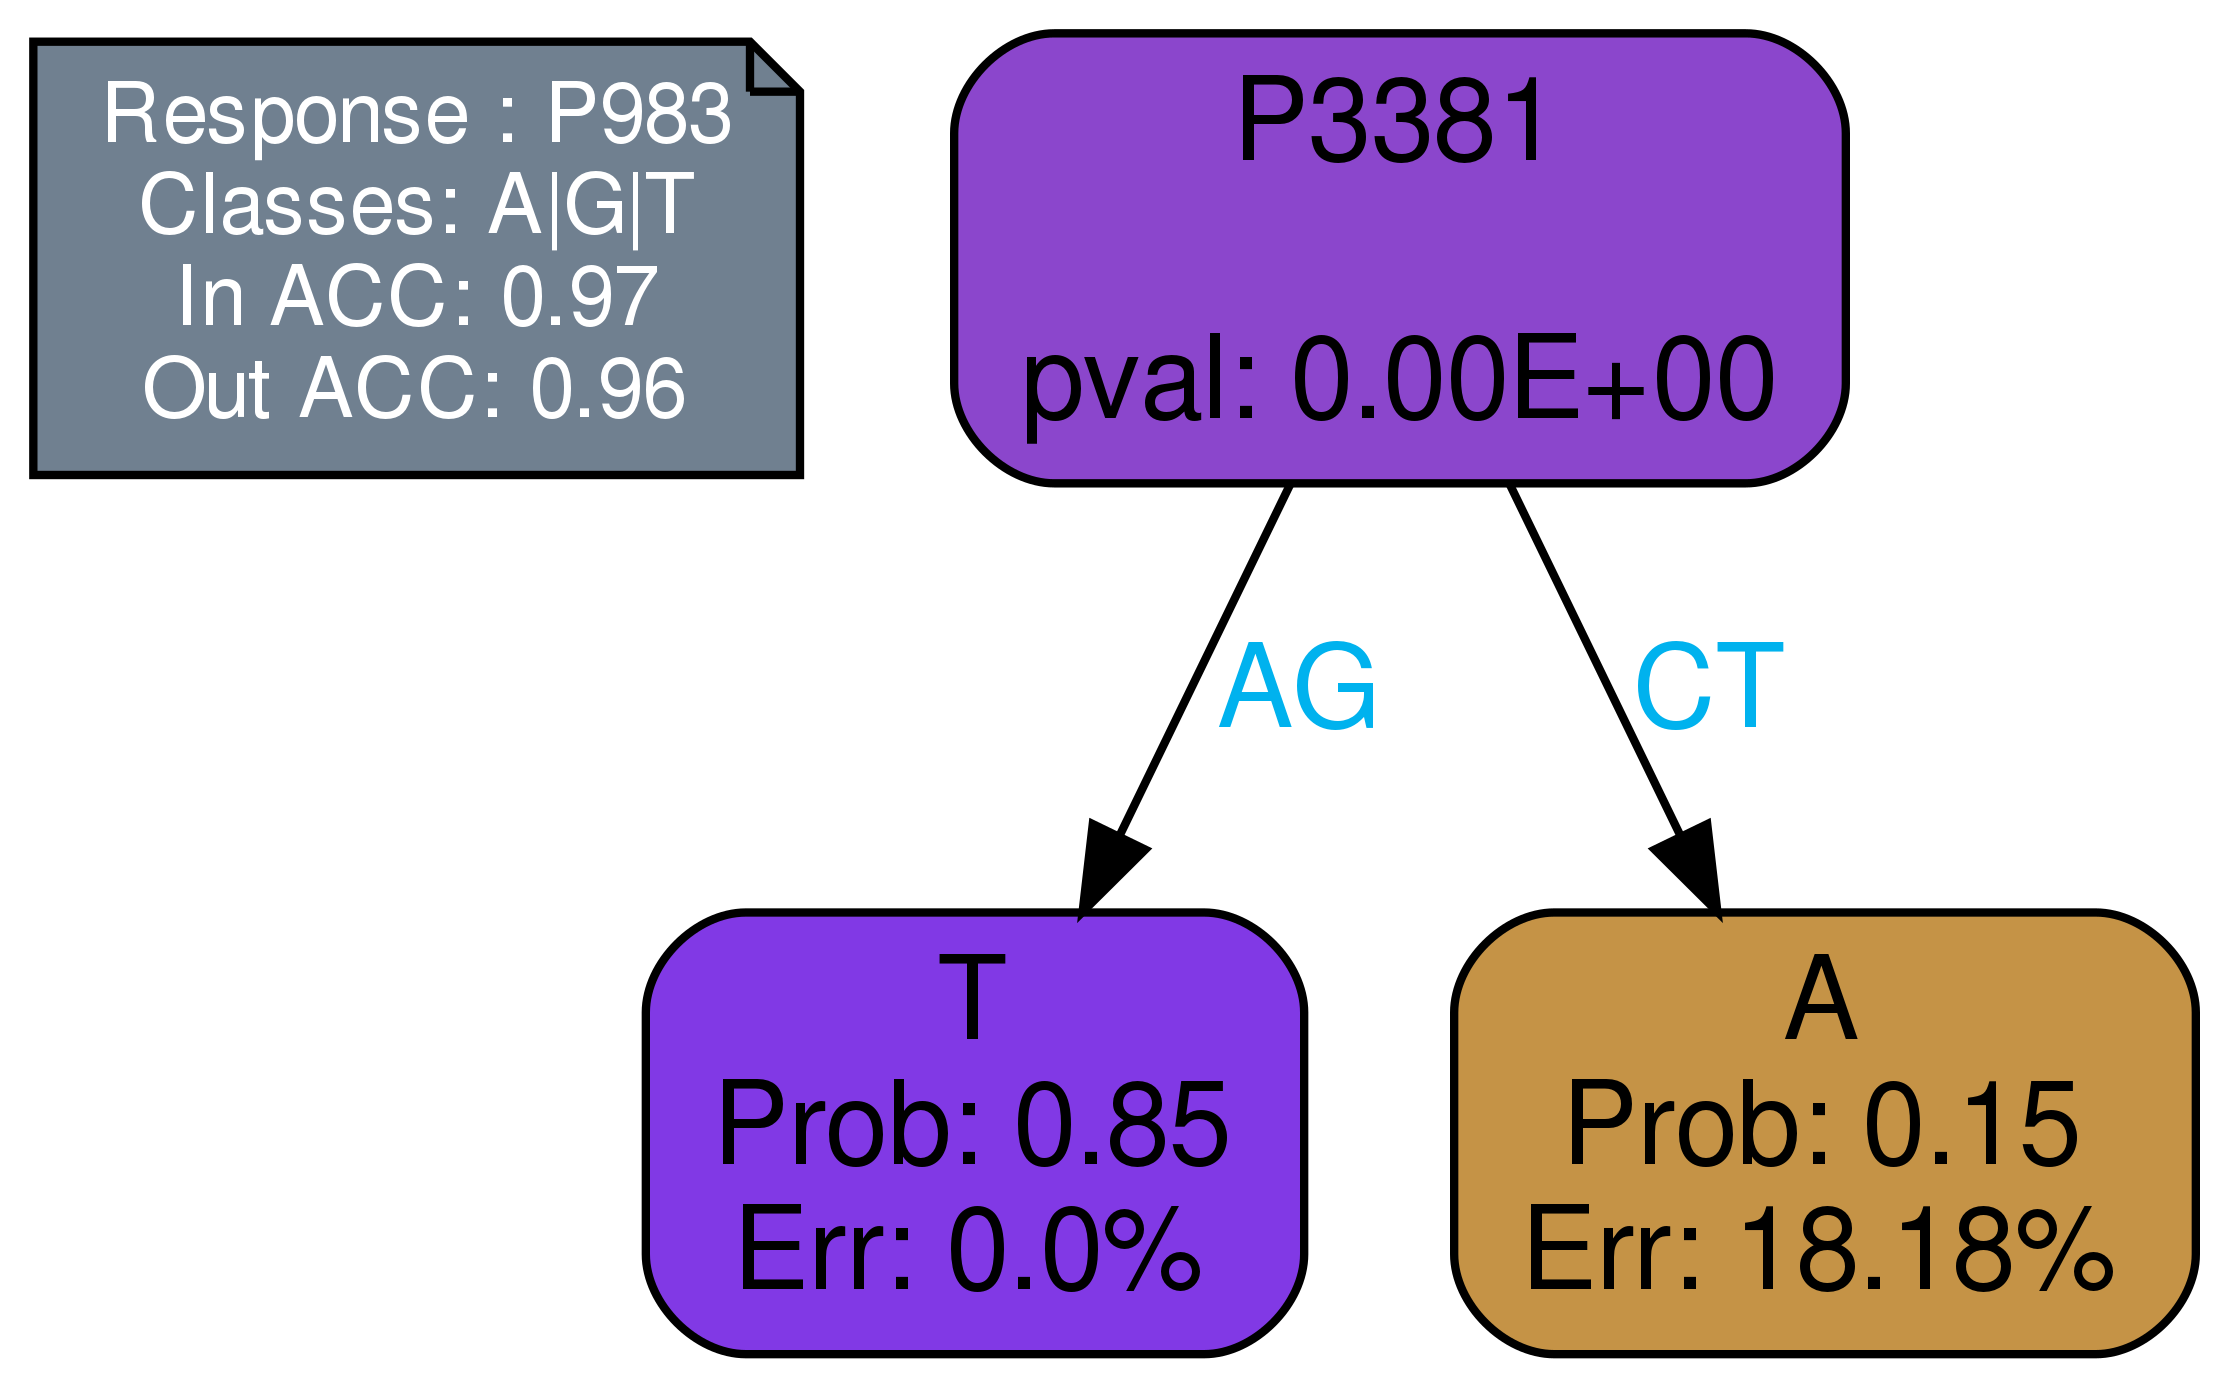 Response : P983
Classes: A|G|T
In ACC: 0.97
Out ACC: 0.96
P3381
pval: 0.00E+00
AG
CT
T
Prob: 0.85
Err: 0.0%
A
Prob: 0.15
Err: 18.18%